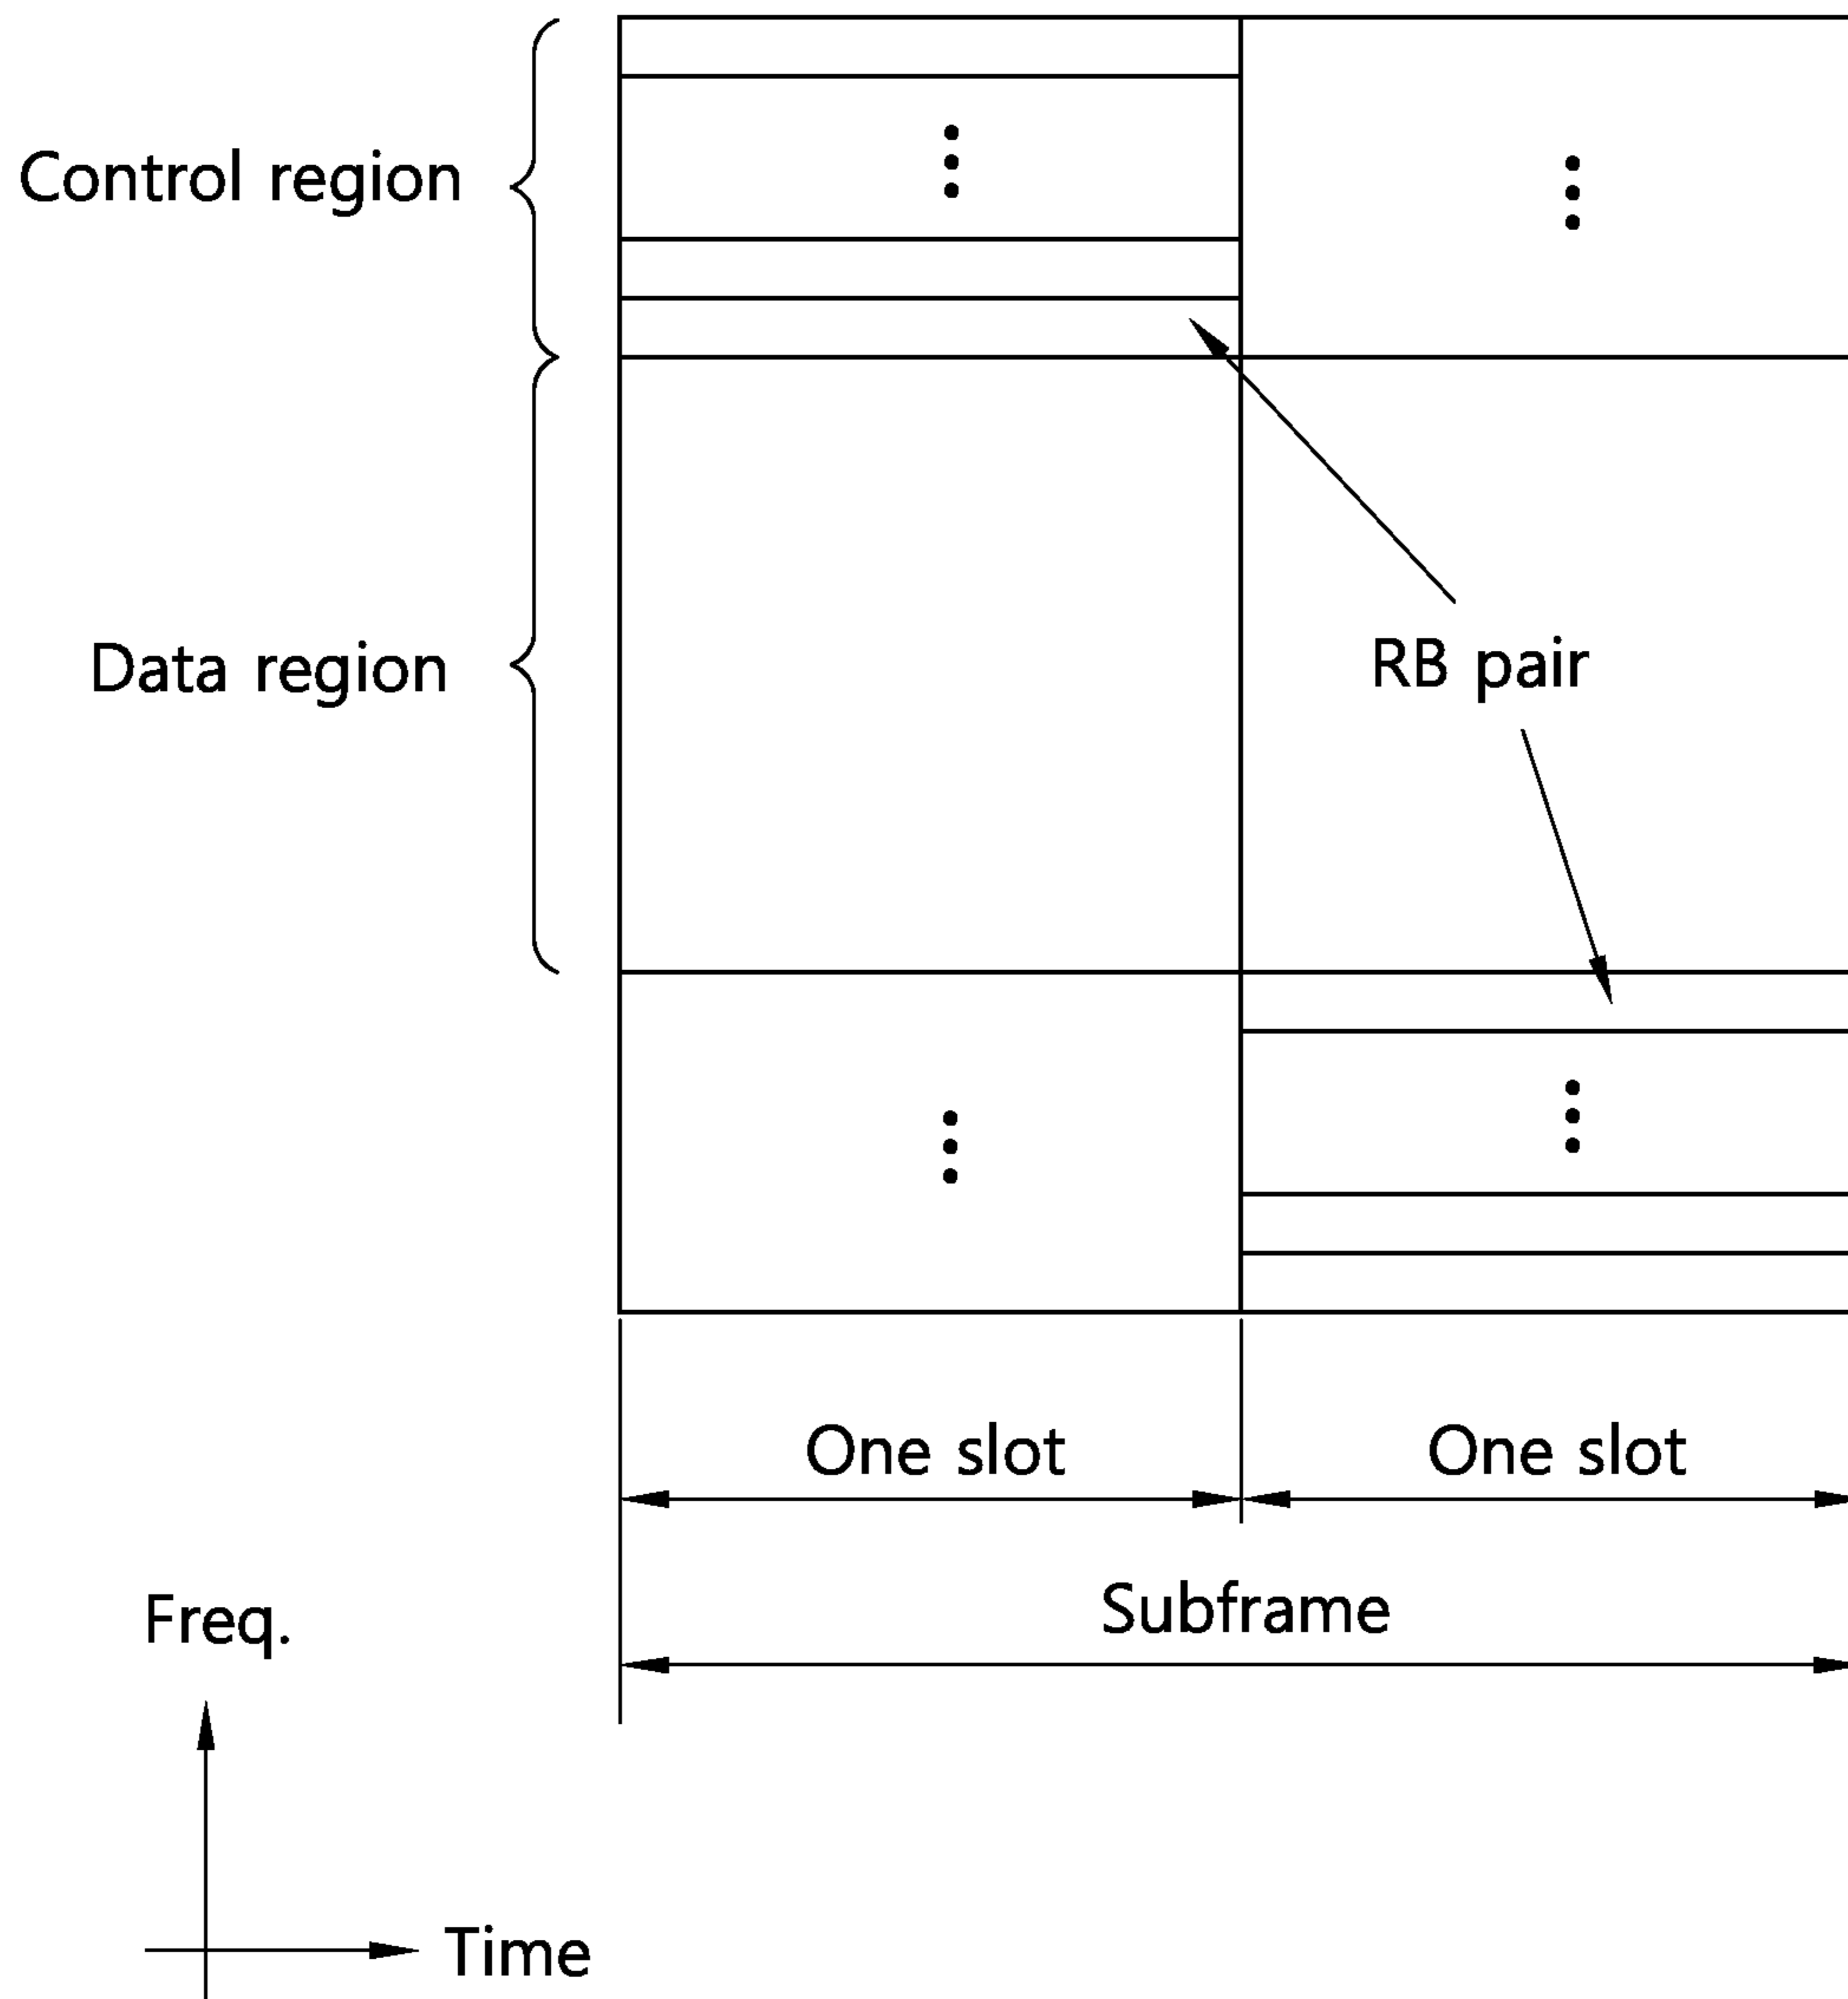 Control region
Data region
RB pair
One slot
One slot
Subframe
Freq.
Time